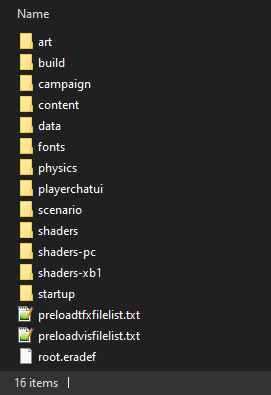 Name
art
build
campaign
content
data
fonts
physics
playerchatui
scenario
shaders
shaders-pc
shaders-xb1
startup
preloadtfxfilelist.txt
preloadvisfilelist.txt
root.eradef
16 items